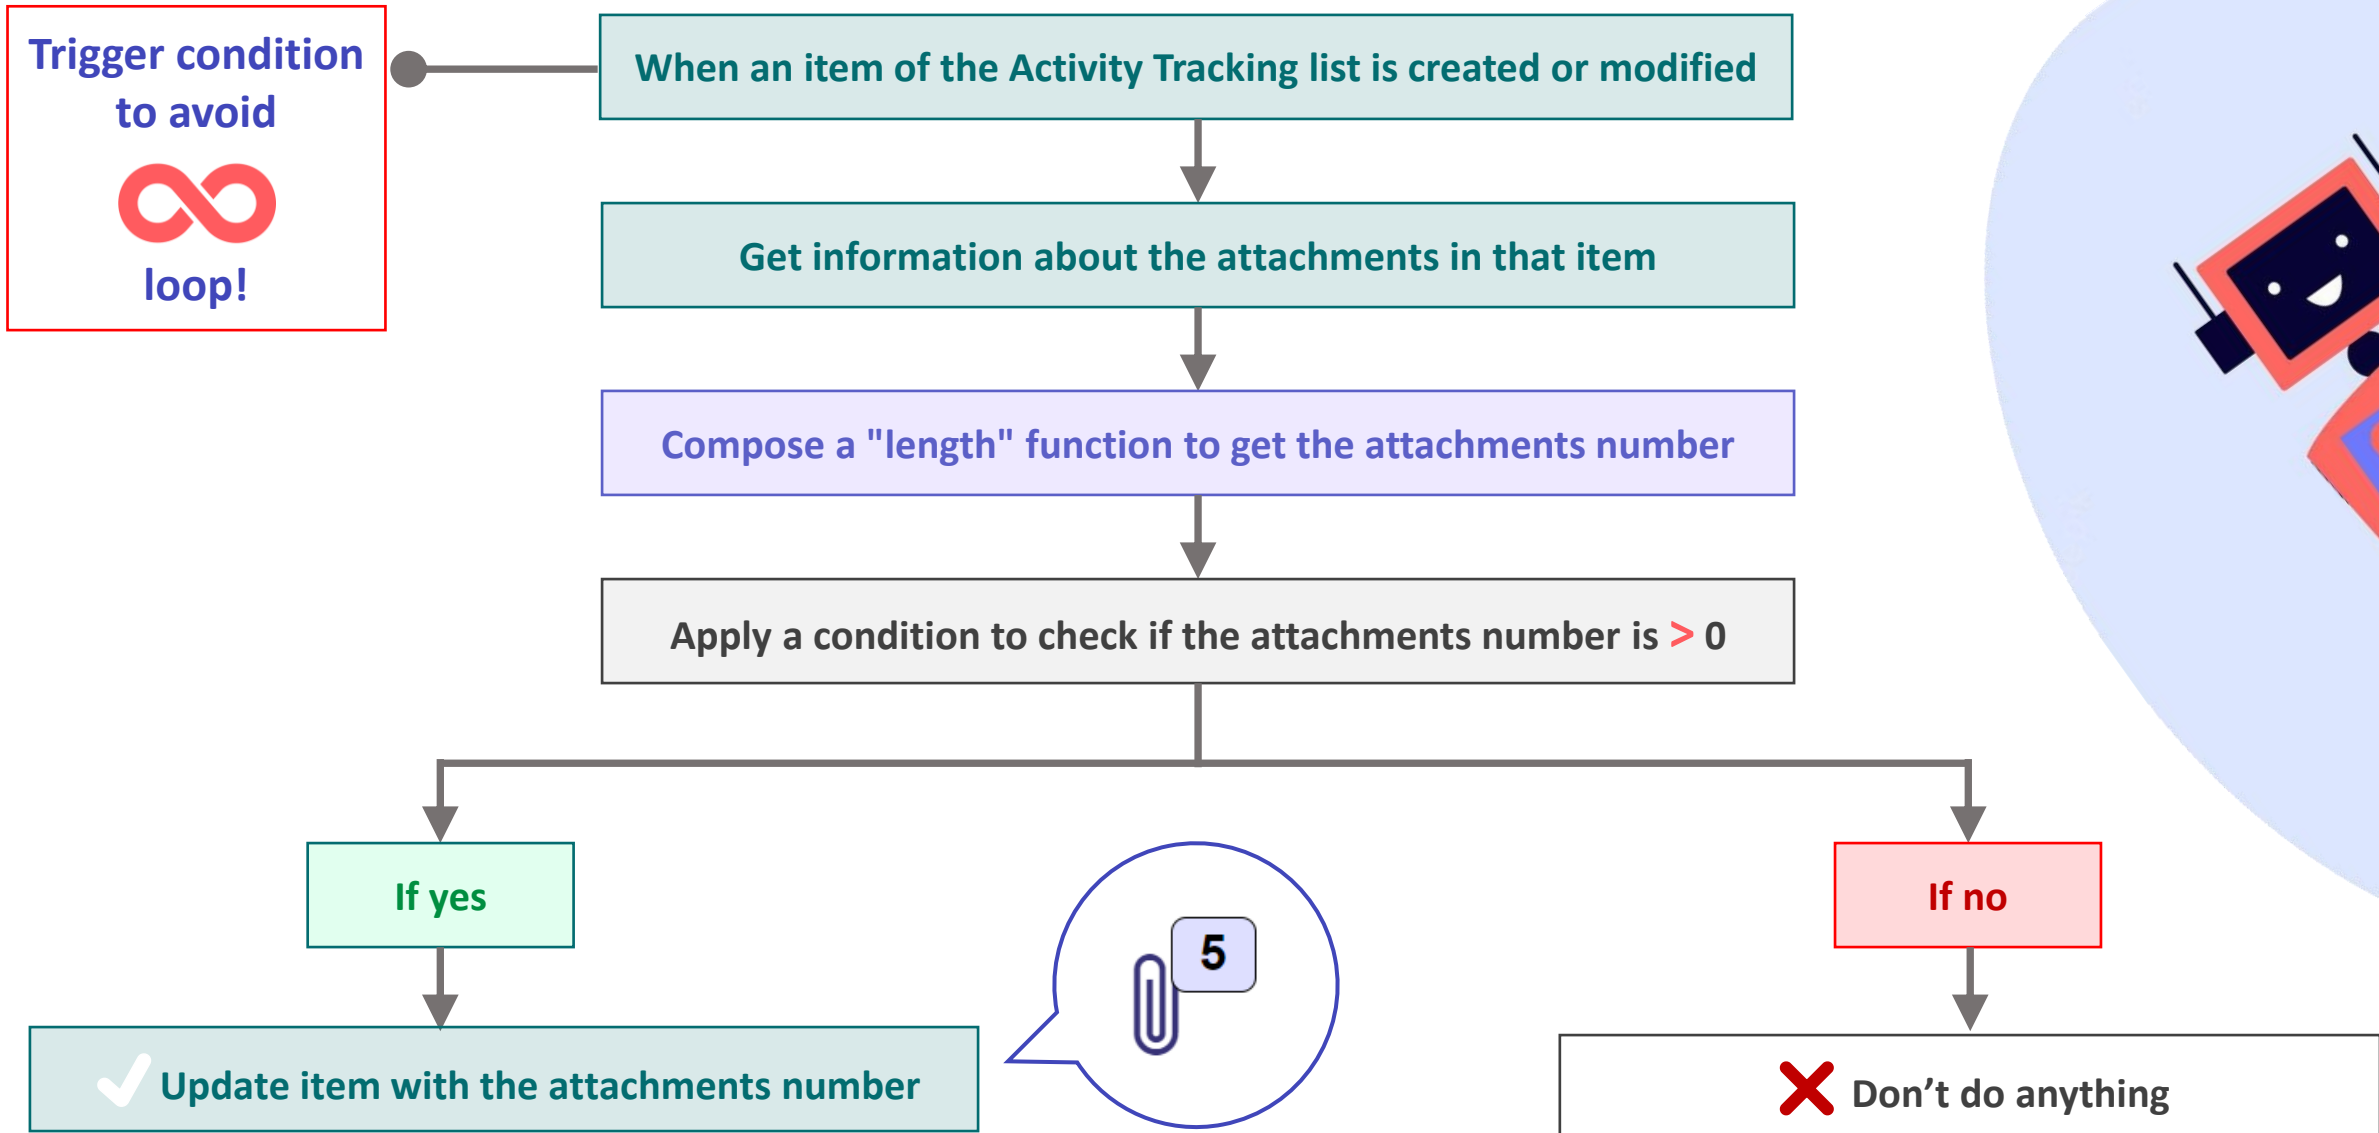 Trigger condition
to avoid
loop!
When an item of the Activity Tracking list is created or modified
Get information about the attachments in that item
Compose a "length" function to get the attachments number
Apply a condition to check if the attachments number is > 0
If yes
If no
5
Update item with the attachments number
Don’t do anything